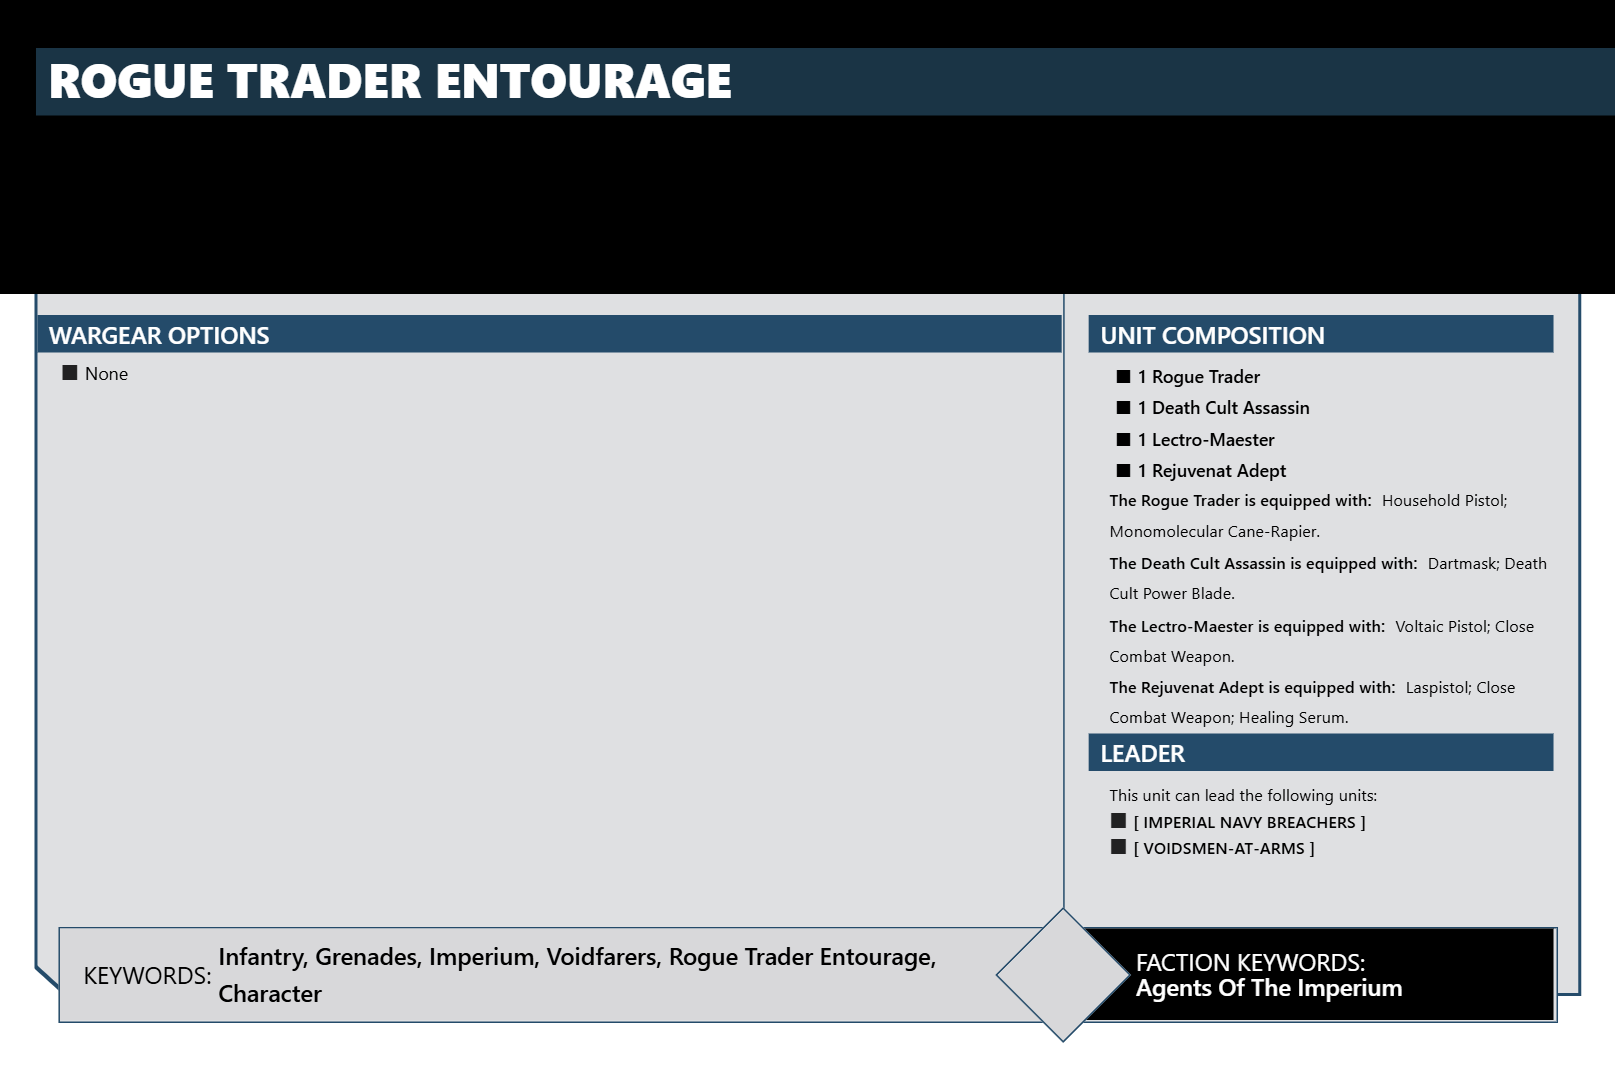 ROGUE TRADER ENTOURAGE
WARGEAR OPTIONS
None
UNIT COMPOSITION
1 Rogue Trader
1 Death Cult Assassin
1 Lectro-Maester
1 Rejuvenat Adept
The Rogue Trader is equipped with: Household Pistol;
Monomolecular Cane-Rapier.
The Death Cult Assassin is equipped with: Dartmask; Death
Cult Power Blade.
The Lectro-Maester is equipped with: Voltaic Pistol; Close
Combat Weapon.
The Rejuvenat Adept is equipped with: Laspistol; Close
Combat Weapon; Healing Serum.
LEADER
This unit can lead the following units:
[ IMPERIAL NAVY BREACHERS ]
[ VOIDSMEN-AT-ARMS ]
KEYWORDS: Infantry, Grenades, Imperium, Voidfarers, Rogue Trader Entourage,
Character
FACTION KEYWORDS:
Agents Of The Imperium